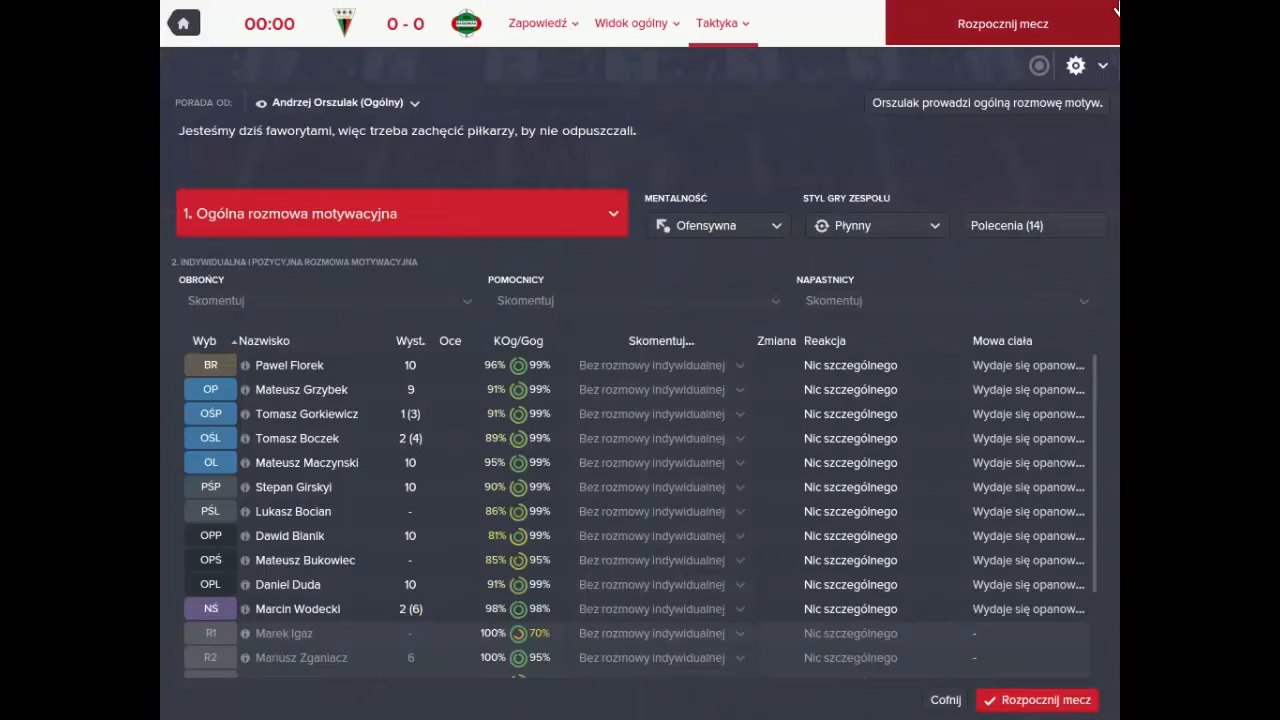 00:00 0 - 0 Zapowiedź Widok ogólny Taktyka Rozpocznij mecz
PORADA OD: Andrzej Orszulak (Ogólny) Orszulak prowadzi ogólną rozmowę motyw.
Jesteśmy dziś faworytami, więc trzeba zachęcić piłkarzy, by nie odpuszczali.
MENTALNOŚĆ STYL GRY ZESPOŁU
1. Ogólna rozmowa motywacyjna Ofensywna Płynny Polecenia (14)
2. INDYWIDUALNA I POZYCYJNA ROZMOWA MOTYWACYJNA
OBROŃCY POMOCNICY NAPASTNICY
Skomentuj Skomentuj Skomentuj
Wyb Nazwisko Wyst. Oce KOg/Gog Skomentuj... Zmiana Reakcja Mowa ciała
BR Pawel Florek 10 96% 99% Bez rozmowy indywidualnej Nic szczególnego Wydaje się opanow...
OP Mateusz Grzybek 9 91% 99% Bez rozmowy indywidualnej Nic szczególnego Wydaje się opanow...
OŚP Tomasz Gorkiewicz 1 (3) 91% 99% Bez rozmowy indywidualnej Nic szczególnego Wydaje się opanow...
OŚL Tomasz Boczek 2 (4) 89% 99% Bez rozmowy indywidualnej Nic szczególnego Wydaje się opanow...
OL Mateusz Maczynski 10 95% 99% Bez rozmowy indywidualnej Nic szczególnego Wydaje się opanow...
PŚP Stepan Girskyi 10 90% 99% Bez rozmowy indywidualnej Nic szczególnego Wydaje się opanow...
PŚL Lukasz Bocian - 86% 99% Bez rozmowy indywidualnej Nic szczególnego Wydaje się opanow...
OPP Dawid Blanik 10 81% 99% Bez rozmowy indywidualnej Nic szczególnego Wydaje się opanow...
OPŚ Mateusz Bukowiec - 85% 95% Bez rozmowy indywidualnej Nic szczególnego Wydaje się opanow...
OPL Daniel Duda 10 91% 99% Bez rozmowy indywidualnej Nic szczególnego Wydaje się opanow...
NŚ Marcin Wodecki 2 (6) 98% 98% Bez rozmowy indywidualnej Nic szczególnego Wydaje się opanow...
R1 Marek Igaz - 100% 70% Bez rozmowy indywidualnej Nic szczególnego -
R2 Mariusz Zganiacz 6 100% 95% Bez rozmowy indywidualnej Nic szczególnego -
Cofnij Rozpocznij mecz